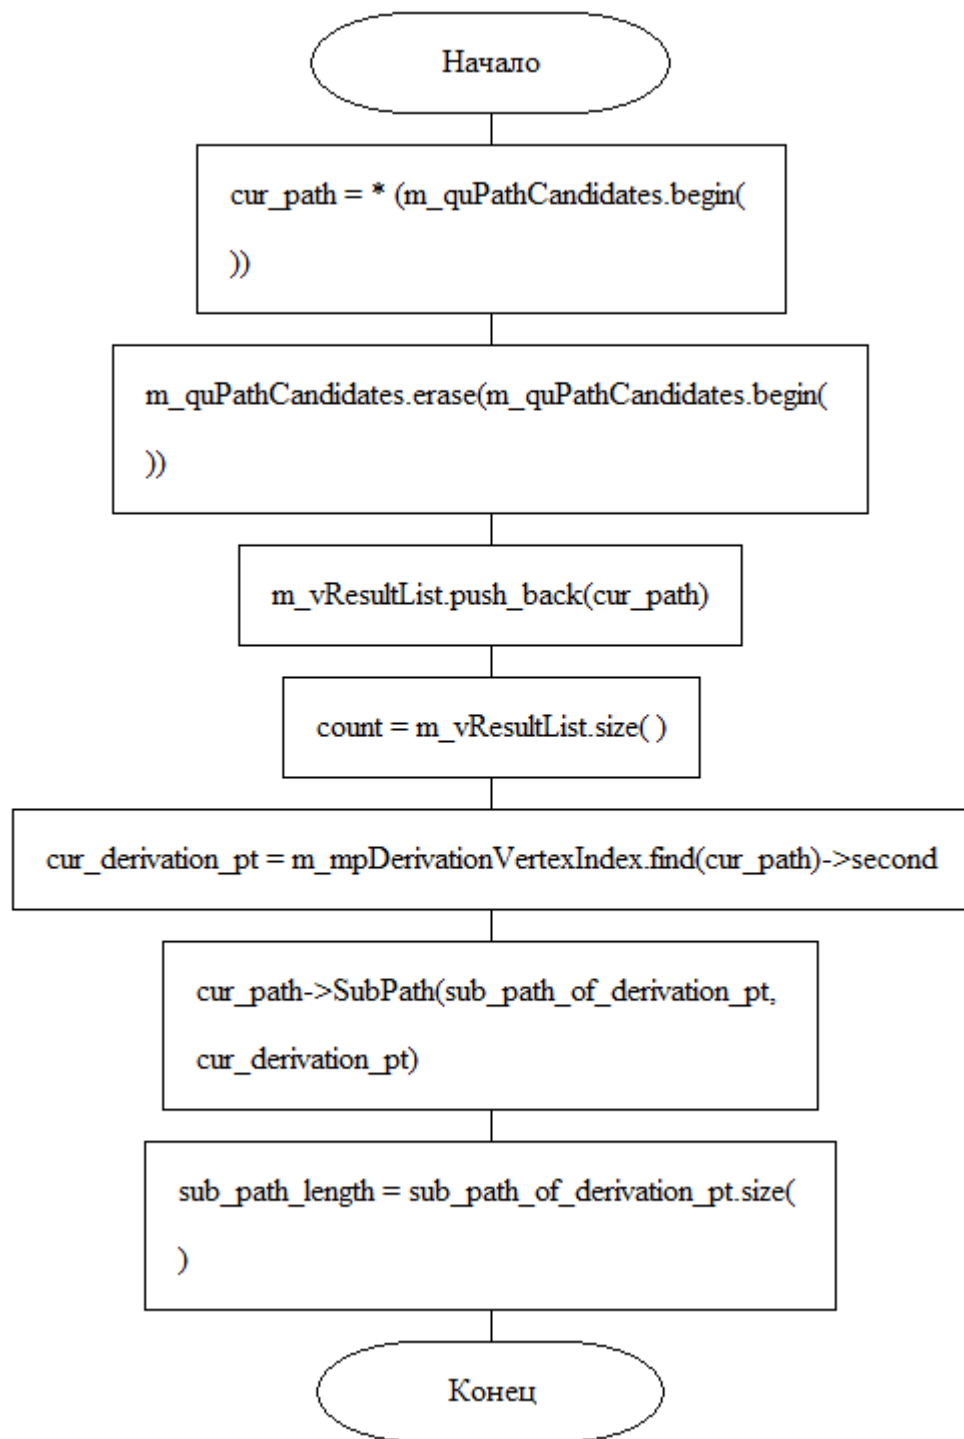 Начало
cur_path = * (m_quPathCandidates.begin(
))
m_quPathCandidates.erase(m_quPathCandidates.begin(
))
m_vResultList.push_back(cur_path)
count = m_vResultList.size( )
cur_derivation_pt = m_mpDerivationVertexIndex.find(cur_path)->second
cur_path->SubPath(sub_path_of_derivation_pt,
cur_derivation_pt)
sub_path_length = sub_path_of_derivation_pt.size(
)
Конец